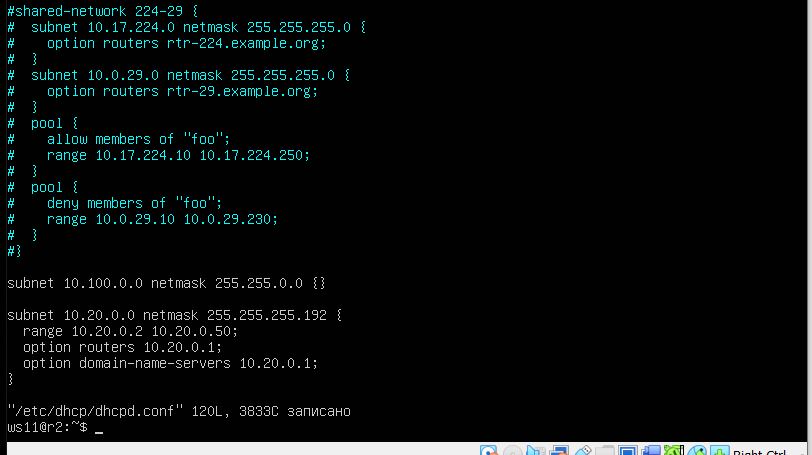 #shared-network 224-29 {
#  subnet 10.17.224.0 netmask 255.255.255.0 {
#    option routers rtr-224.example.org;
#  }
#  subnet 10.0.29.0 netmask 255.255.255.0 {
#    option routers rtr-29.example.org;
#  }
#  pool {
#    allow members of "foo";
#    range 10.17.224.10 10.17.224.250;
#  }
#  pool {
#    deny members of "foo";
#    range 10.0.29.10 10.0.29.230;
#  }
#}
subnet 10.100.0.0 netmask 255.255.0.0 {}
subnet 10.20.0.0 netmask 255.255.255.192 {
  range 10.20.0.2 10.20.0.50;
  option routers 10.20.0.1;
  option domain-name-servers 10.20.0.1;
}
"/etc/dhcp/dhcpd.conf" 120L, 3833C записано
ws11@r2:~$ _
Right Ctrl